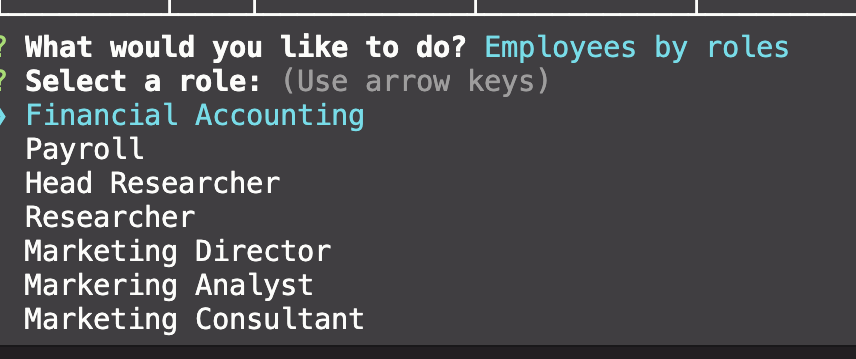 ? What would you like to do? Employees by roles
? Select a role: (Use arrow keys)
❯ Financial Accounting
Payroll
Head Researcher
Researcher
Marketing Director
Markering Analyst
Marketing Consultant